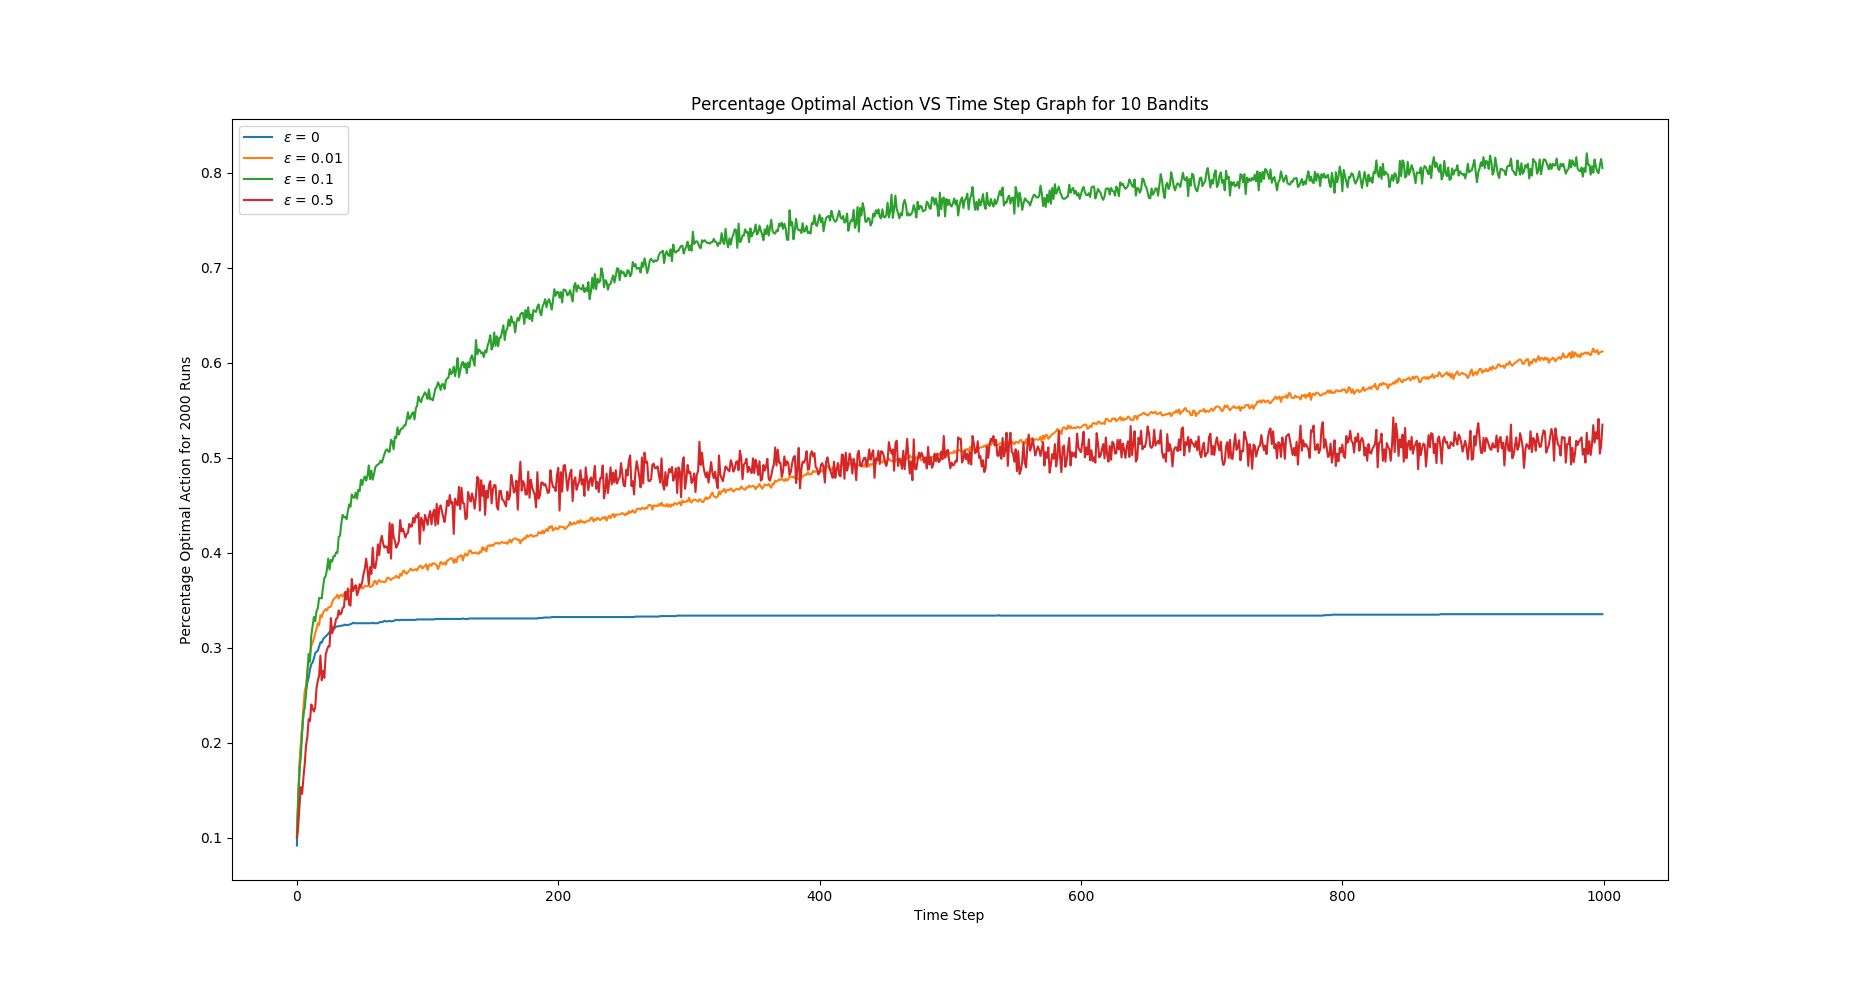 Percentage Optimal Action VS Time Step Graph for 10 Bandits
ε = 0
ε = 0.01
ε = 0.1
ε = 0.5
Percentage Optimal Action for 2000 Runs
0.8
0.7
0.6
0.5
0.4
0.3
0.2
0.1
0 200 400 600 800 1000
Time Step